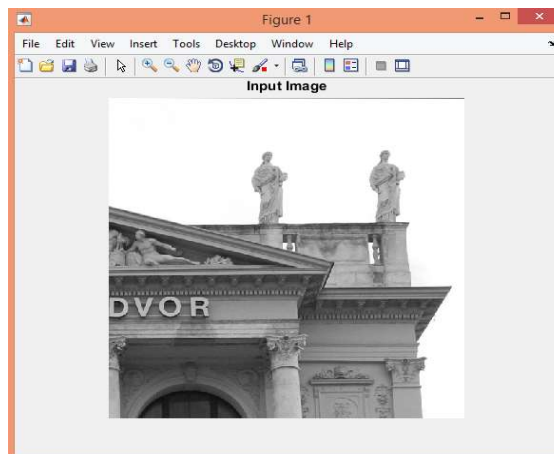 Figure 1
File Edit View Insert Tools Desktop Window Help
Input Image
DVOR